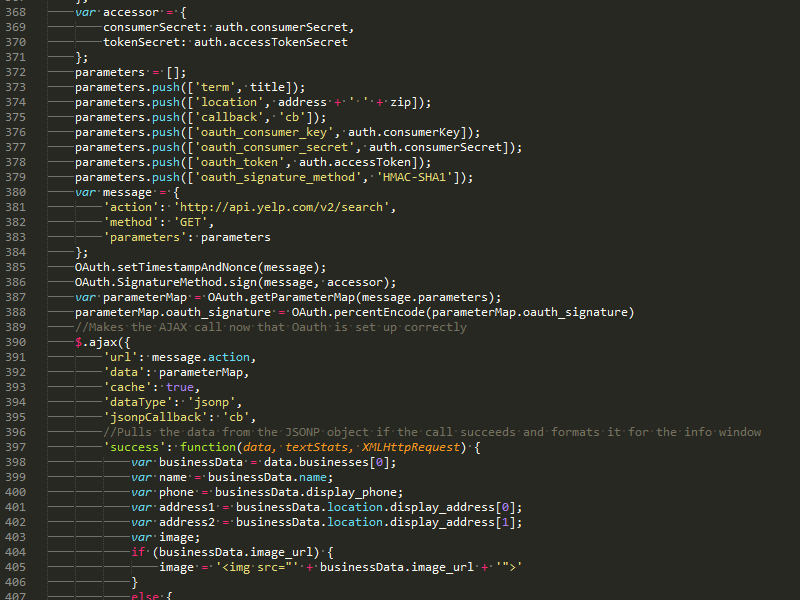 368 var accessor = {
369 consumerSecret: auth.consumerSecret,
370 tokenSecret: auth.accessTokenSecret
371 };
372 parameters = [];
373 parameters.push(['term', title]);
374 parameters.push(['location', address + ' ' + zip]);
375 parameters.push(['callback', 'cb']);
376 parameters.push(['oauth_consumer_key', auth.consumerKey]);
377 parameters.push(['oauth_consumer_secret', auth.consumerSecret]);
378 parameters.push(['oauth_token', auth.accessToken]);
379 parameters.push(['oauth_signature_method', 'HMAC-SHA1']);
380 var message = {
381 'action': 'http://api.yelp.com/v2/search',
382 'method': 'GET',
383 'parameters': parameters
384 };
385 OAuth.setTimestampAndNonce(message);
386 OAuth.SignatureMethod.sign(message, accessor);
387 var parameterMap = OAuth.getParameterMap(message.parameters);
388 parameterMap.oauth_signature = OAuth.percentEncode(parameterMap.oauth_signature)
389 //Makes the AJAX call now that Oauth is set up correctly
390 $.ajax({
391 'url': message.action,
392 'data': parameterMap,
393 'cache': true,
394 'dataType': 'jsonp',
395 'jsonpCallback': 'cb',
396 //Pulls the data from the JSONP object if the call succeeds and formats it for the info window
397 'success': function(data, textStats, XMLHttpRequest) {
398 var businessData = data.businesses[0];
399 var name = businessData.name;
400 var phone = businessData.display_phone;
401 var address1 = businessData.location.display_address[0];
402 var address2 = businessData.location.display_address[1];
403 var image;
404 if (businessData.image_url) {
405 image = '<img src="' + businessData.image_url + '">'
406 }
407 else {